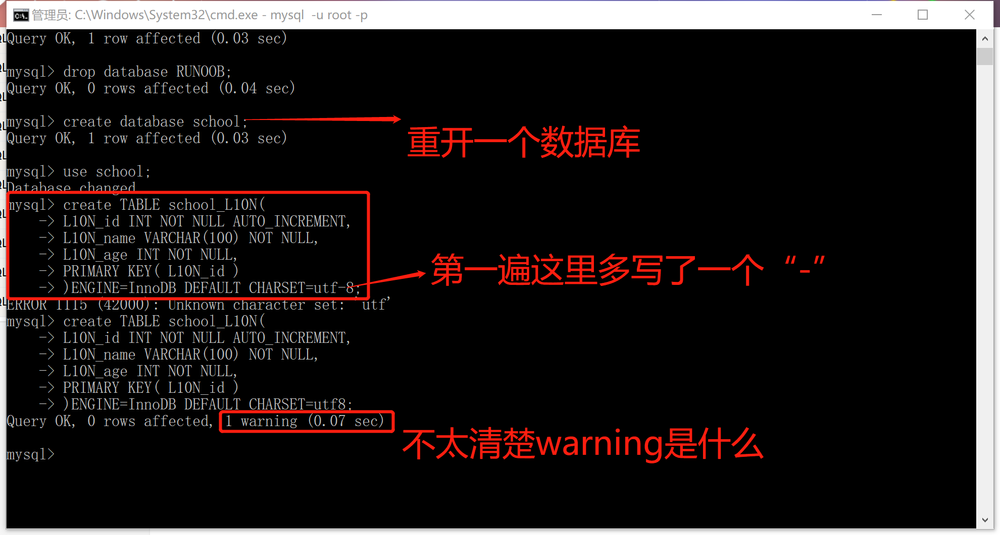 管理员: C:\Windows\System32\cmd.exe - mysql  -u root -p
Query OK, 1 row affected (0.03 sec)
mysql> drop database RUNOOB;
Query OK, 0 rows affected (0.04 sec)
mysql> create database school;
Query OK, 1 row affected (0.03 sec)
重开一个数据库
mysql> use school;
Database changed
mysql> create TABLE school_L1ON(
    -> L1ON_id INT NOT NULL AUTO_INCREMENT,
    -> L1ON_name VARCHAR(100) NOT NULL,
    -> L1ON_age INT NOT NULL,
    -> PRIMARY KEY( L1ON_id )
    -> )ENGINE=InnoDB DEFAULT CHARSET=utf-8;
第一遍这里多写了一个“-”
ERROR 1115 (42000): Unknown character set: 'utf'
mysql> create TABLE school_L1ON(
    -> L1ON_id INT NOT NULL AUTO_INCREMENT,
    -> L1ON_name VARCHAR(100) NOT NULL,
    -> L1ON_age INT NOT NULL,
    -> PRIMARY KEY( L1ON_id )
    -> )ENGINE=InnoDB DEFAULT CHARSET=utf8;
Query OK, 0 rows affected, 1 warning (0.07 sec)
不太清楚warning是什么
mysql>